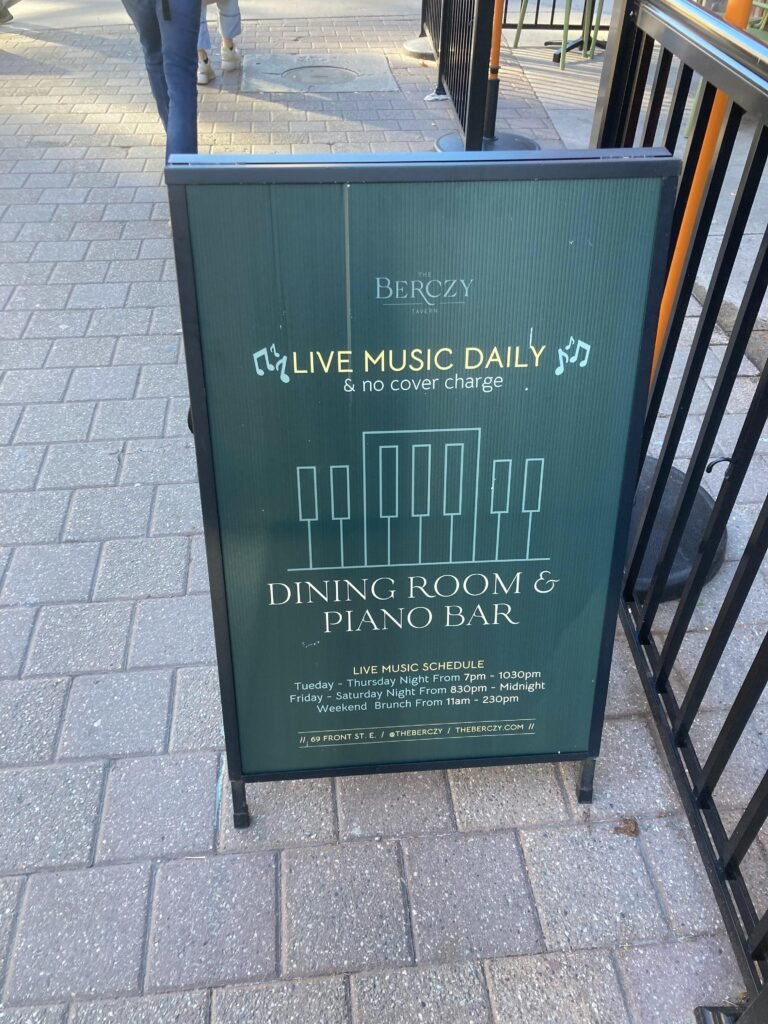 THE
BERCZY
TAVERN
LIVE MUSIC DAILY
& no cover charge
DINING ROOM &
PIANO BAR
LIVE MUSIC SCHEDULE
Tueday - Thursday Night From 7pm - 1030pm
Friday - Saturday Night From 830pm - Midnight
Weekend Brunch From 11am - 230pm
// 69 FRONT ST. E. / @THEBERCZY / THEBERCZY.COM //